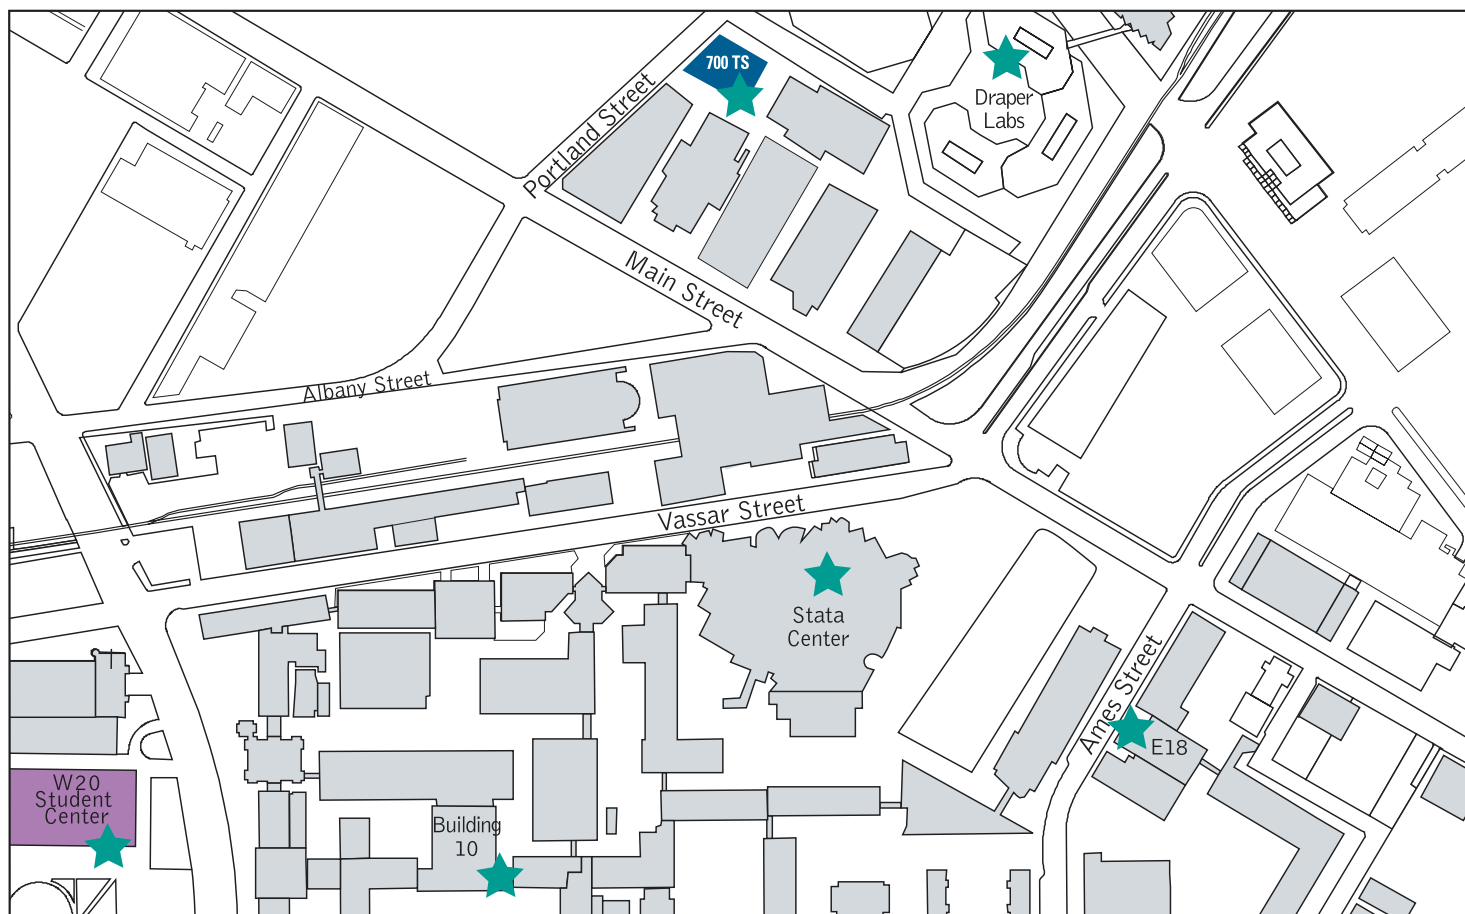 700 TS
Draper
Labs
Portland Street
Main Street
Albany Street
Vassar Street
Stata
Center
Ames Street
E18
W20
Student
Center
Building
10